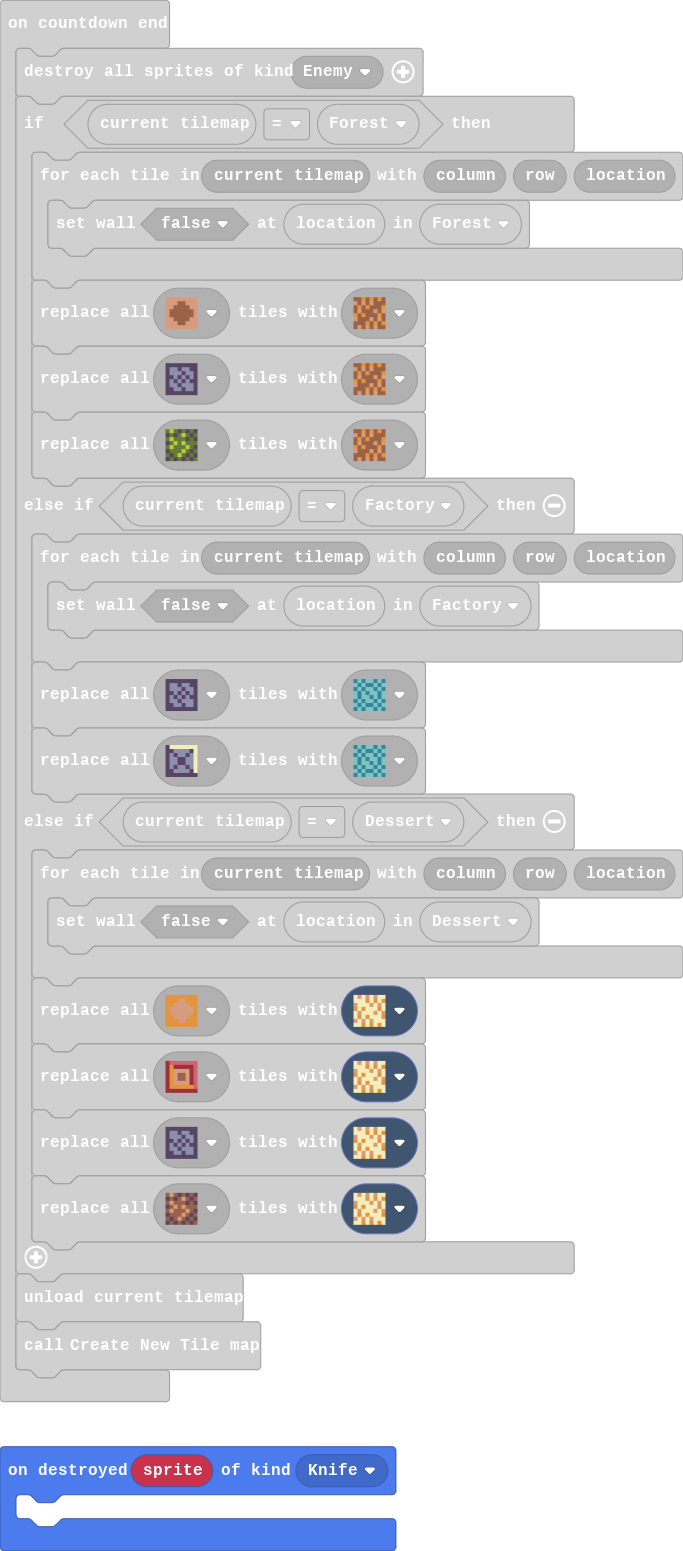 on countdown end
destroy all sprites of kind Enemy
if current tilemap = Forest then
for each tile in current tilemap with column row location
set wall false at location in Forest
replace all tiles with
replace all tiles with
replace all tiles with
else if current tilemap = Factory then
for each tile in current tilemap with column row location
set wall false at location in Factory
replace all tiles with
replace all tiles with
else if current tilemap = Dessert then
for each tile in current tilemap with column row location
set wall false at location in Dessert
replace all tiles with
replace all tiles with
replace all tiles with
replace all tiles with
unload current tilemap
call Create New Tile map
on destroyed sprite of kind Knife